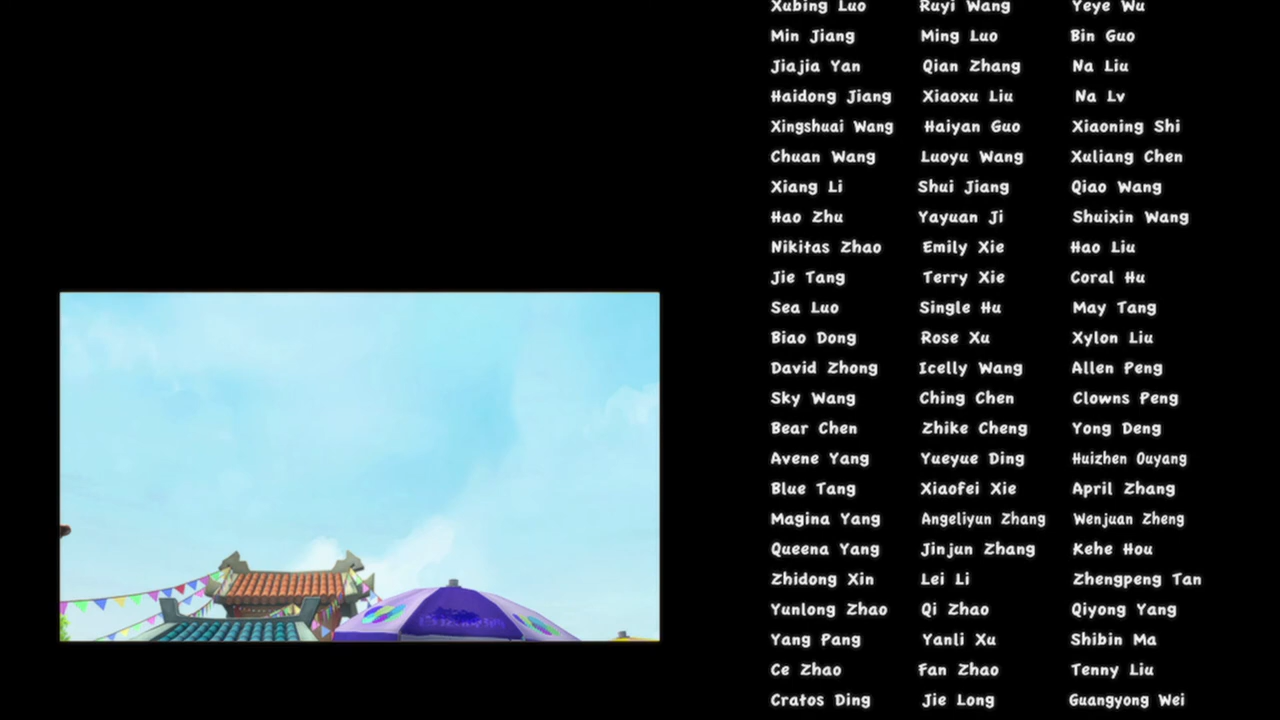 Xubing Luo Ruyi Wang Yeye Wu
Min Jiang Ming Luo Bin Guo
Jiajia Yan Qian Zhang Na Liu
Haidong Jiang Xiaoxu Liu Na Lv
Xingshuai Wang Haiyan Guo Xiaoning Shi
Chuan Wang Luoyu Wang Xuliang Chen
Xiang Li Shui Jiang Qiao Wang
Hao Zhu Yayuan Ji Shuixin Wang
Nikitas Zhao Emily Xie Hao Liu
Jie Tang Terry Xie Coral Hu
Sea Luo Single Hu May Tang
Biao Dong Rose Xu Xylon Liu
David Zhong Icelly Wang Allen Peng
Sky Wang Ching Chen Clowns Peng
Bear Chen Zhike Cheng Yong Deng
Avene Yang Yueyue Ding Huizhen Ouyang
Blue Tang Xiaofei Xie April Zhang
Magina Yang Angeliyun Zhang Wenjuan Zheng
Queena Yang Jinjun Zhang Kehe Hou
Zhidong Xin Lei Li Zhengpeng Tan
Yunlong Zhao Qi Zhao Qiyong Yang
Yang Pang Yanli Xu Shibin Ma
Ce Zhao Fan Zhao Tenny Liu
Cratos Ding Jie Long Guangyong Wei